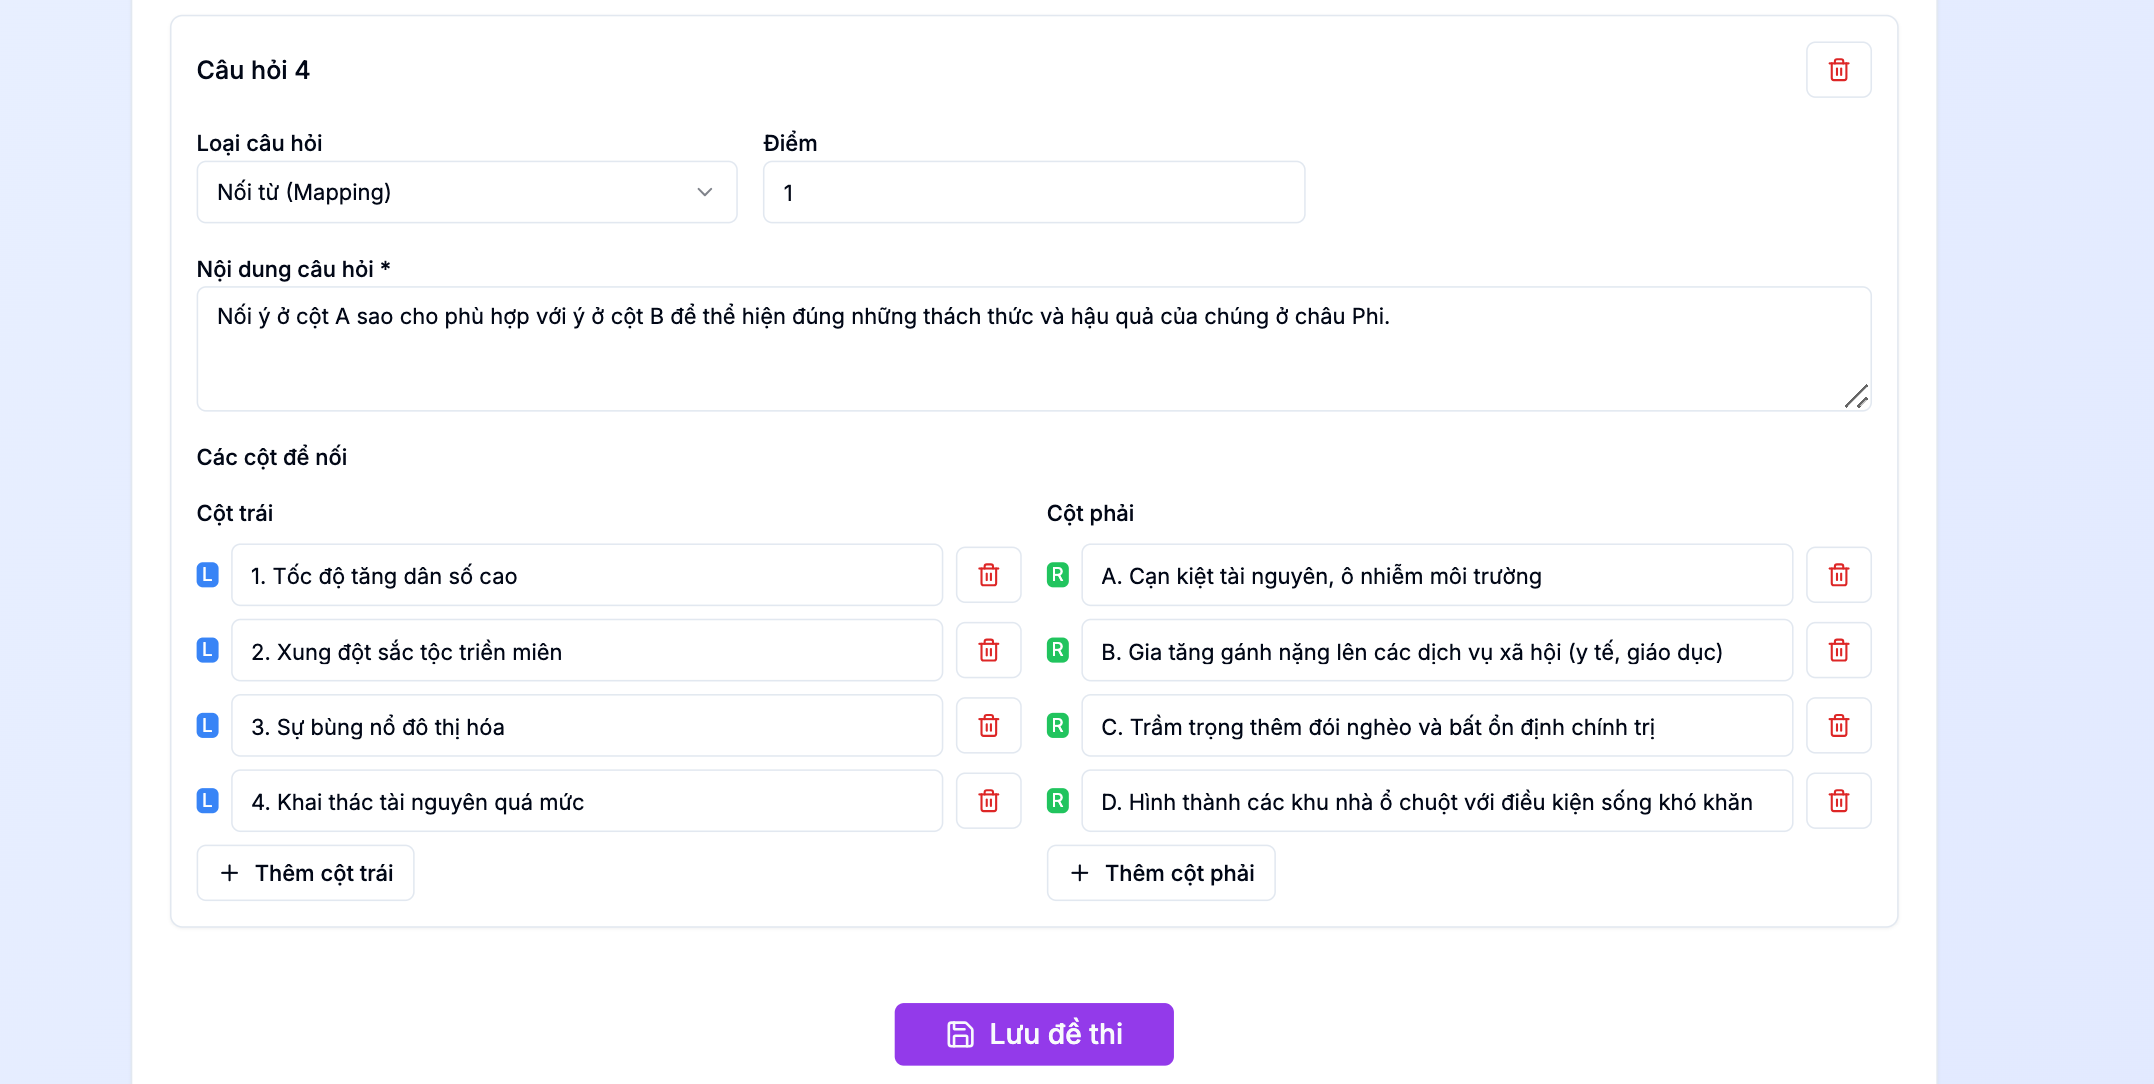 Câu hỏi 4
Loại câu hỏi
Điểm
Nối từ (Mapping)
1
Nội dung câu hỏi *
Nối ý ở cột A sao cho phù hợp với ý ở cột B để thể hiện đúng những thách thức và hậu quả của chúng ở châu Phi.
Các cột để nối
Cột trái
Cột phải
L
1. Tốc độ tăng dân số cao
R
A. Cạn kiệt tài nguyên, ô nhiễm môi trường
L
2. Xung đột sắc tộc triền miên
R
B. Gia tăng gánh nặng lên các dịch vụ xã hội (y tế, giáo dục)
L
3. Sự bùng nổ đô thị hóa
R
C. Trầm trọng thêm đói nghèo và bất ổn định chính trị
L
4. Khai thác tài nguyên quá mức
R
D. Hình thành các khu nhà ổ chuột với điều kiện sống khó khăn
+ Thêm cột trái
+ Thêm cột phải
Lưu đề thi